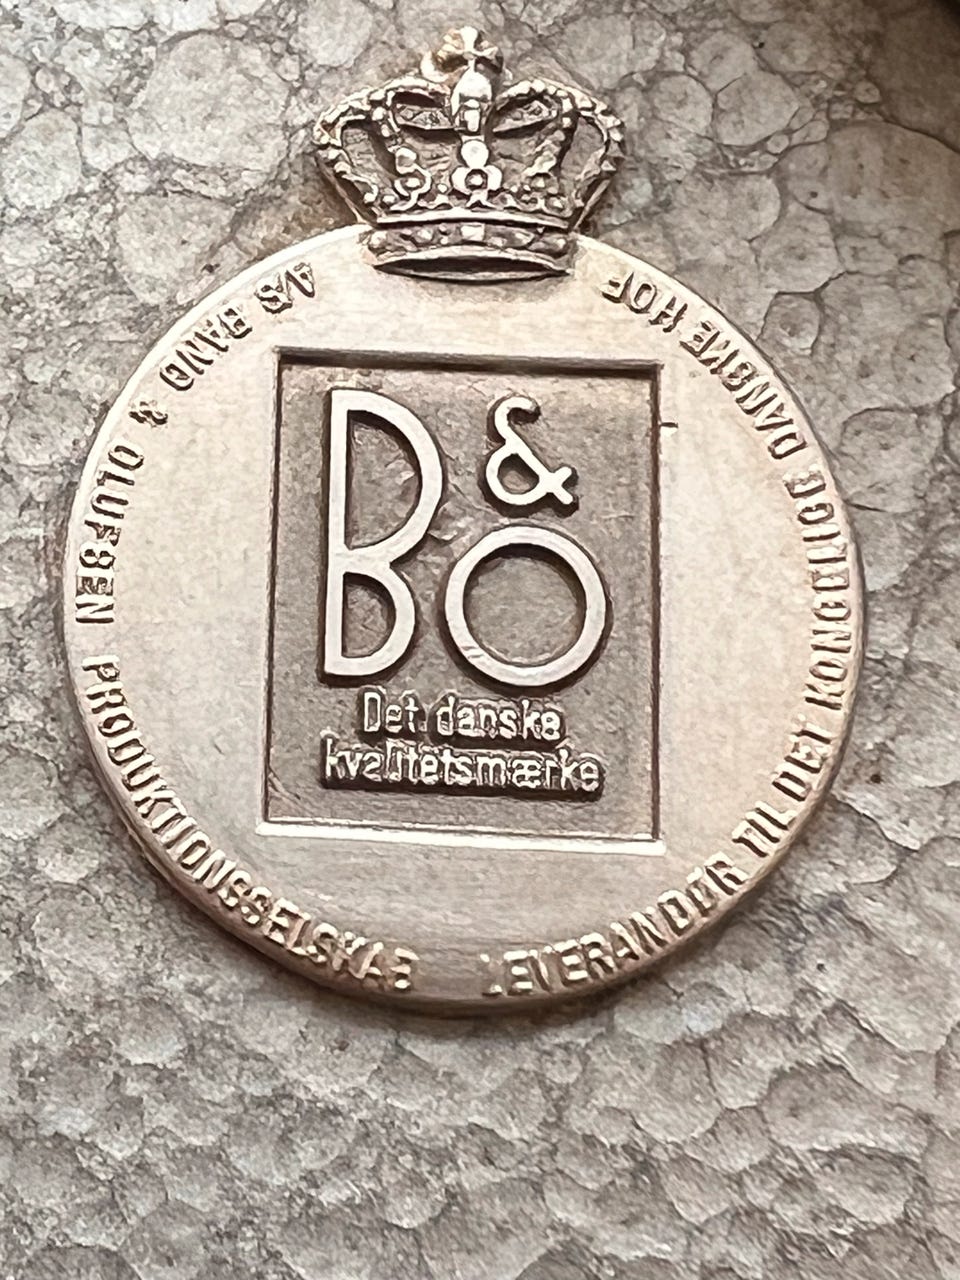 A/S BANG & OLUFSEN PRODUKTIONSSELSKAB
LEVERANDØR TIL DET KONGELIGE DANSKE HOF
B&O
Det danske
kvalitetsmærke